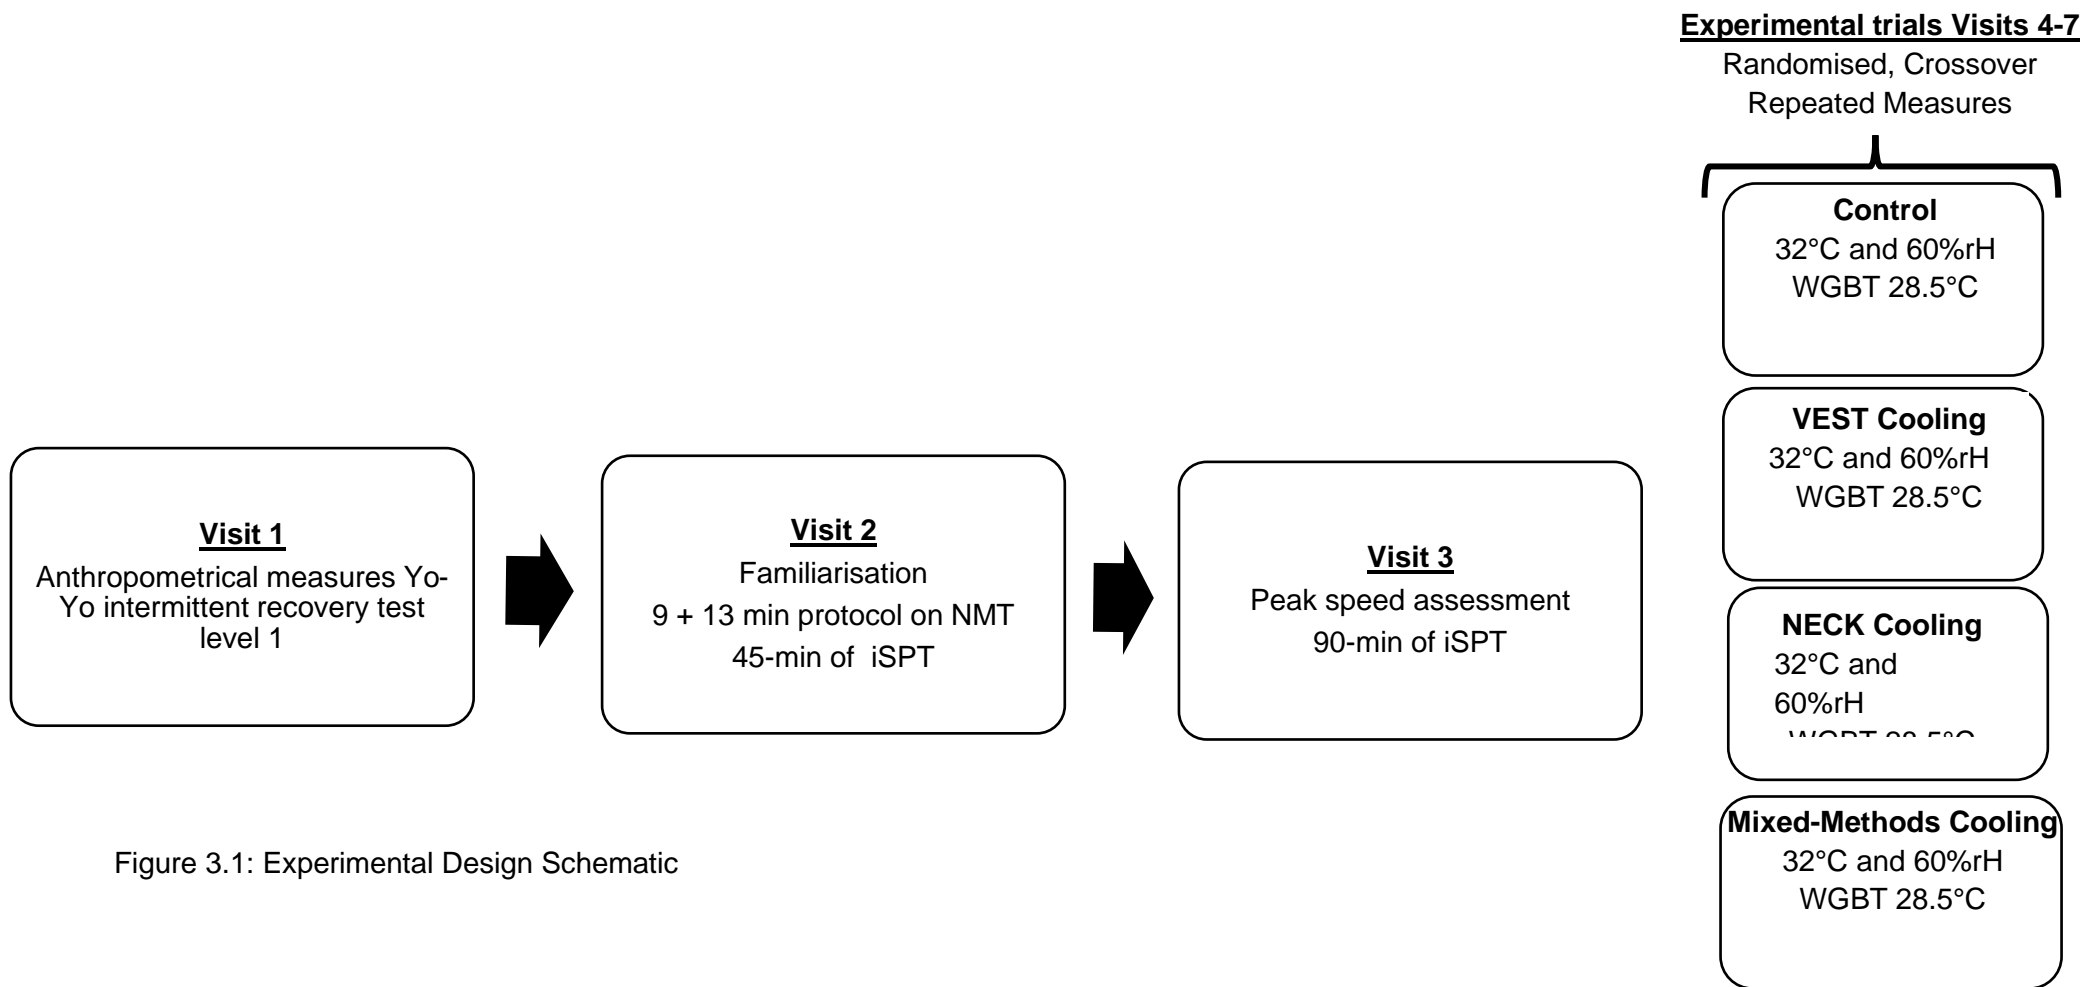 Experimental trials Visits 4-7
Randomised, Crossover
Repeated Measures
Control
32°C and 60%rH
WGBT 28.5°C
VEST Cooling
32°C and 60%rH
WGBT 28.5°C
NECK Cooling
32°C and
60%rH
WGBT 28.5°C
Mixed-Methods Cooling
32°C and 60%rH
WGBT 28.5°C
Visit 1
Anthropometrical measures Yo-
Yo intermittent recovery test
level 1
Visit 2
Familiarisation
9 + 13 min protocol on NMT
45-min of iSPT
Visit 3
Peak speed assessment
90-min of iSPT
Figure 3.1: Experimental Design Schematic